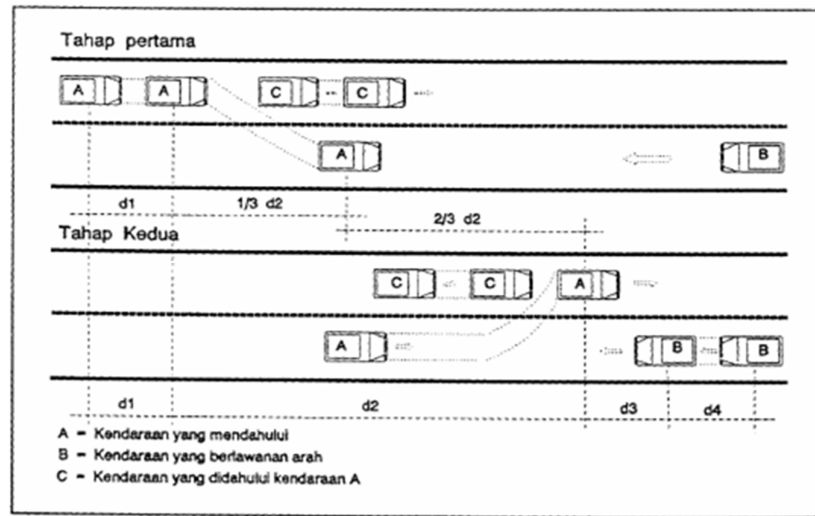 Tahap pertama
A A C C
A B
d1 1/3 d2 2/3 d2
Tahap Kedua
C C A
A B B
d1 d2 d3 d4
A = Kendaraan yang mendahului
B = Kendaraan yang berlawanan arah
C = Kendaraan yang didahului kendaraan A